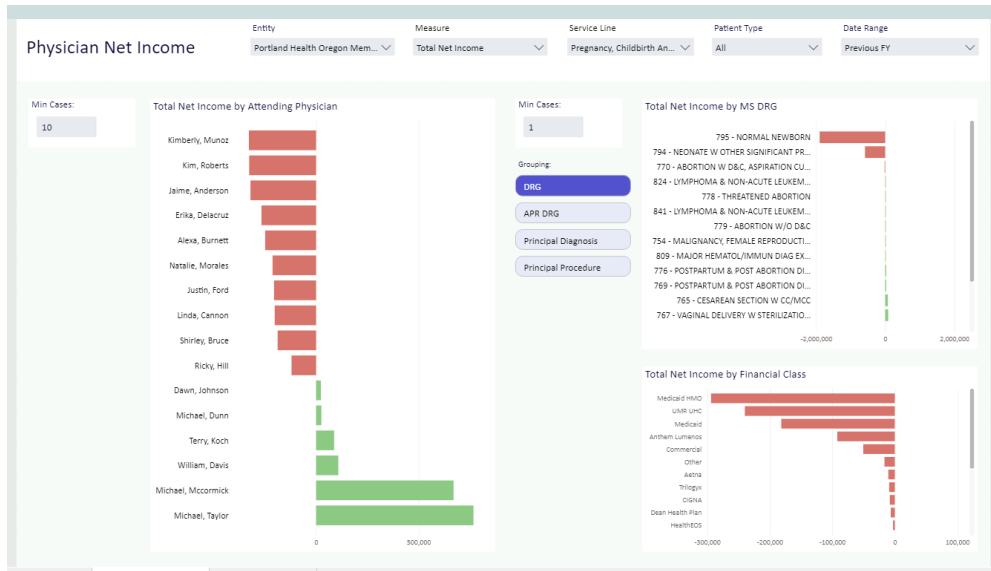 Physician Net Income
Entity
Portland Health Oregon Mem...
Measure
Total Net Income
Service Line
Pregnancy, Childbirth An...
Patient Type
All
Date Range
Previous FY
Min Cases:
10
Total Net Income by Attending Physician
Kimberly, Munoz
Kim, Roberts
Jaime, Anderson
Erika, Delacruz
Alexa, Burnett
Natalie, Morales
Justin, Ford
Linda, Cannon
Shirley, Bruce
Ricky, Hill
Dawn, Johnson
Michael, Dunn
Terry, Koch
William, Davis
Michael, Mccormick
Michael, Taylor
0 500,000
Min Cases:
1
Grouping:
DRG
APR DRG
Principal Diagnosis
Principal Procedure
Total Net Income by MS DRG
795 - NORMAL NEWBORN
794 - NEONATE W OTHER SIGNIFICANT PR...
770 - ABORTION W D&C, ASPIRATION CU...
824 - LYMPHOMA & NON-ACUTE LEUKEM...
778 - THREATENED ABORTION
841 - LYMPHOMA & NON-ACUTE LEUKEM...
779 - ABORTION W/O D&C
754 - MALIGNANCY, FEMALE REPRODUCTI...
809 - MAJOR HEMATOL/IMMUN DIAG EX...
776 - POSTPARTUM & POST ABORTION DI...
769 - POSTPARTUM & POST ABORTION DI...
765 - CESAREAN SECTION W CC/MCC
767 - VAGINAL DELIVERY W STERILIZATIO...
-2,000,000 0 2,000,000
Total Net Income by Financial Class
Medicaid HMO
UMR UHC
Medicaid
Anthem Lumenos
Commercial
Other
Aetna
Trilogyx
CIGNA
Dean Health Plan
HealthEOS
-300,000 -200,000 -100,000 0 100,000